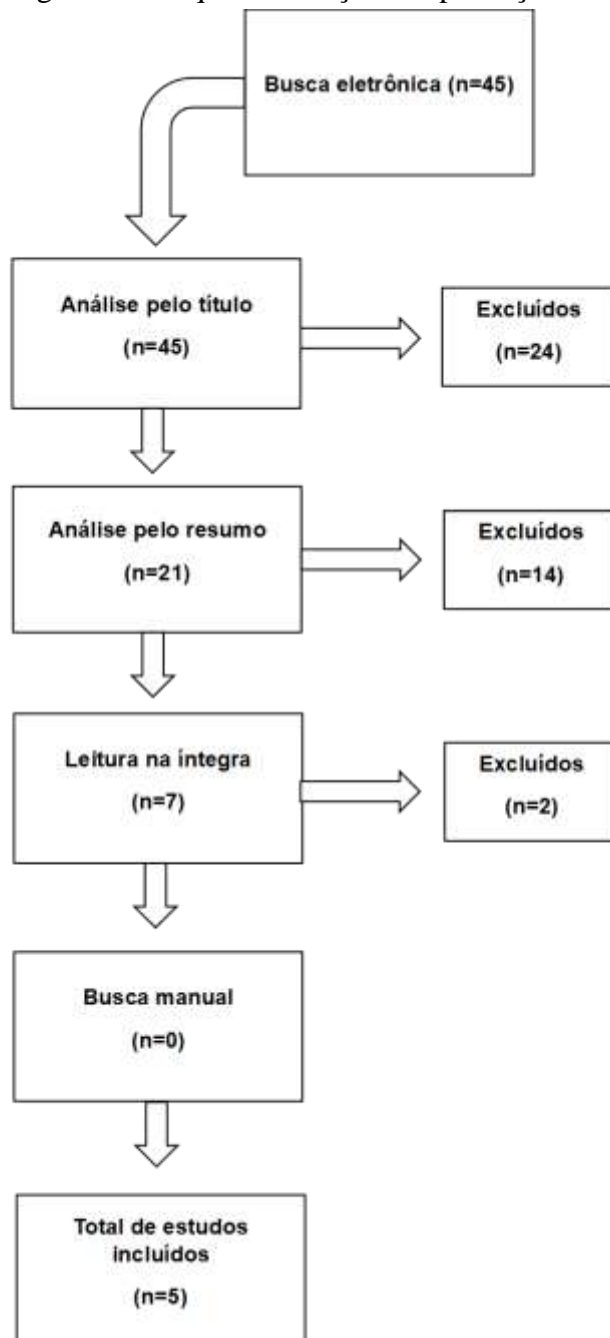 Busca eletrônica (n=45)
Análise pelo título
(n=45)
Excluídos
(n=24)
Análise pelo resumo
(n=21)
Excluídos
(n=14)
Leitura na íntegra
(n=7)
Excluídos
(n=2)
Busca manual
(n=0)
Total de estudos
incluídos
(n=5)